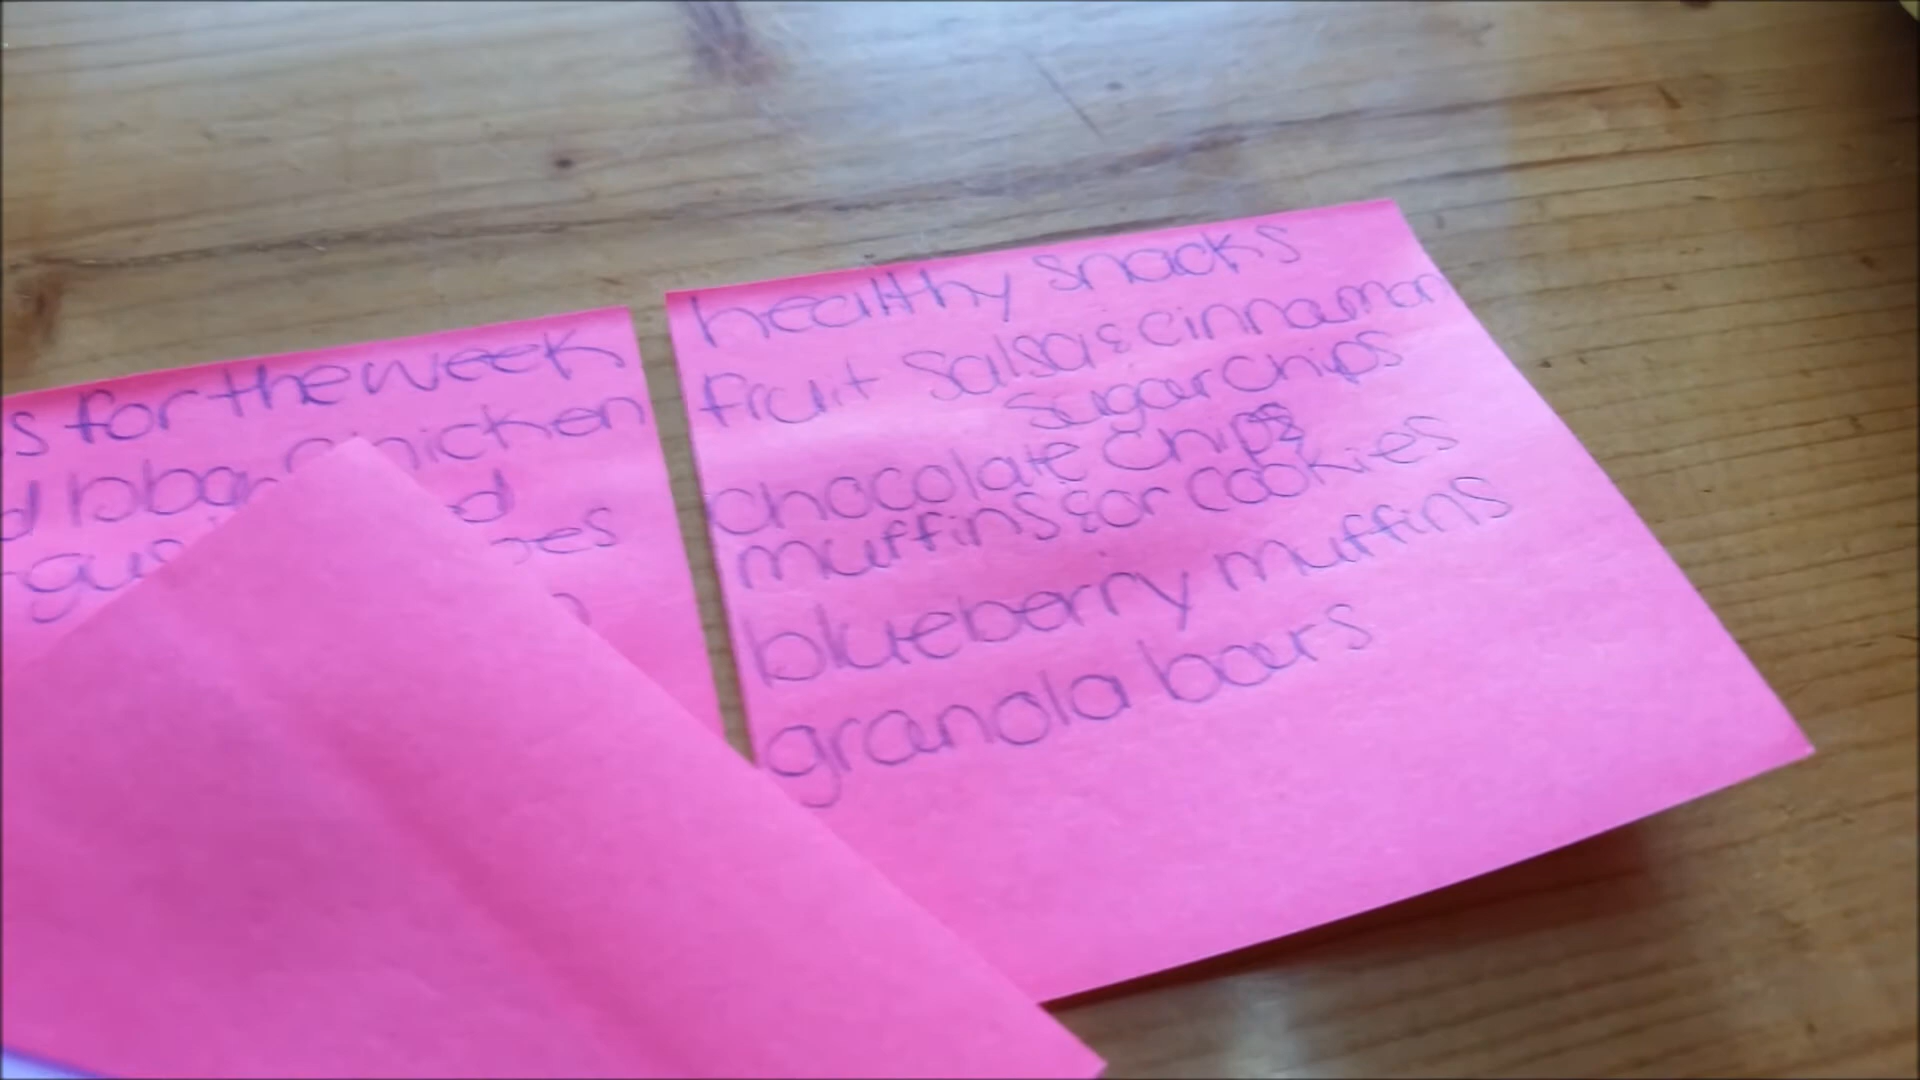 s for the week
d bbq chicken
healthy snacks
fruit salsa & cinnamon
sugar chips
chocolate chips
muffins &or cookies
blueberry muffins
granola bars